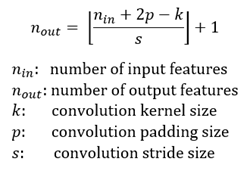 n_out = ⌊(n_in + 2p − k) / s⌋ + 1
n_in: number of input features
n_out: number of output features
k: convolution kernel size
p: convolution padding size
s: convolution stride size